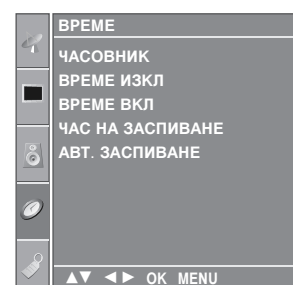 ВРЕМЕ
ЧАСОВНИК
ВРЕМЕ ИЗКЛ
ВРЕМЕ ВКЛ
ЧАС НА ЗАСПИВАНЕ
АВТ. ЗАСПИВАНЕ
▲▼ ◄► OK MENU